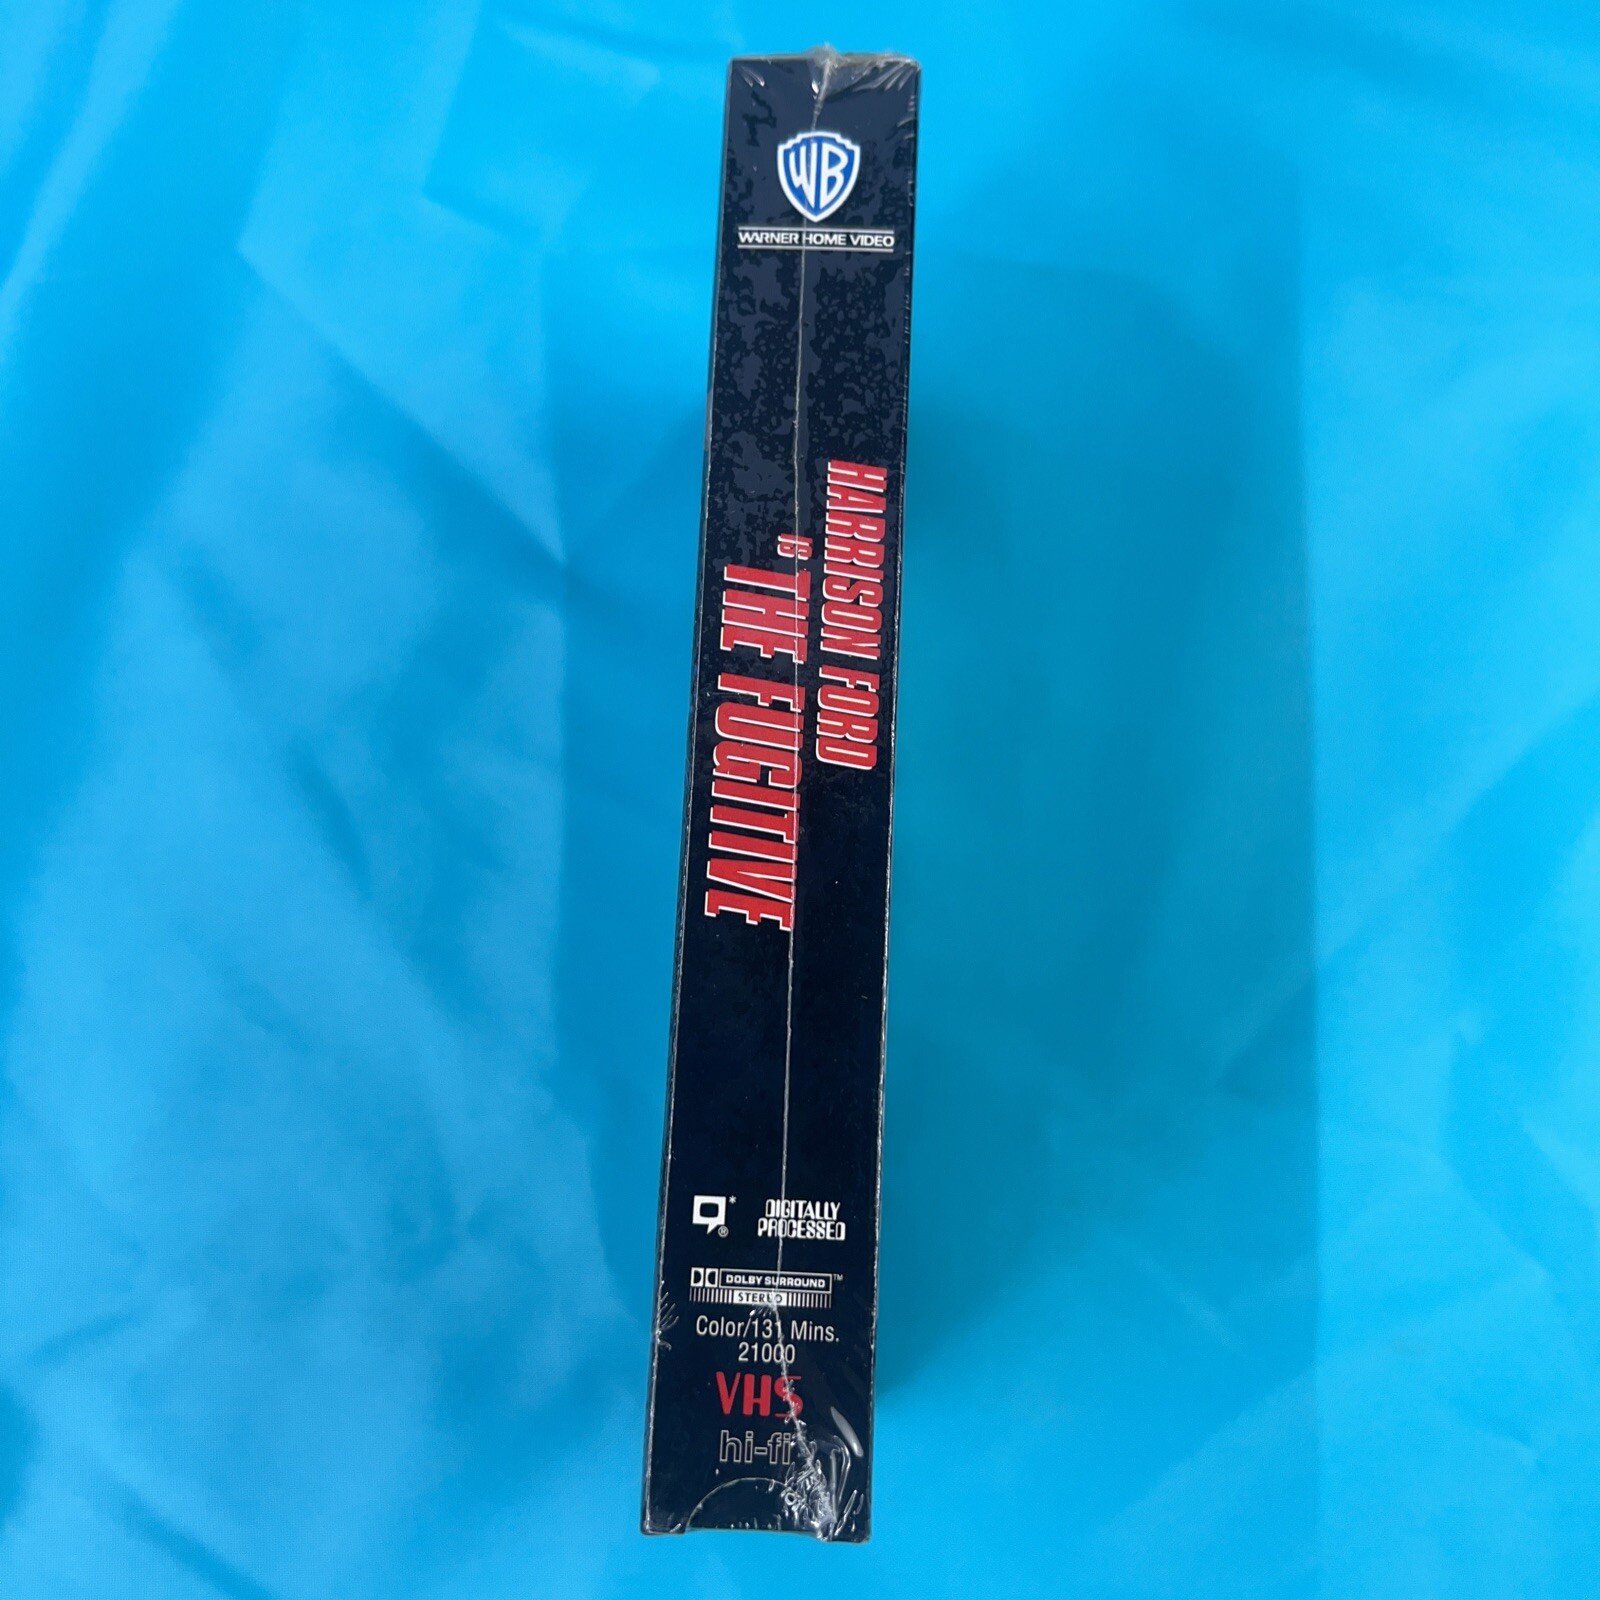 WB
WARNER HOME VIDEO
HARRISON FORD
IS THE FUGITIVE
* ®
DIGITALLY
PROCESSED
DOLBY SURROUND ™
STEREO
Color/131 Mins.
21000
VHS
hi-fi